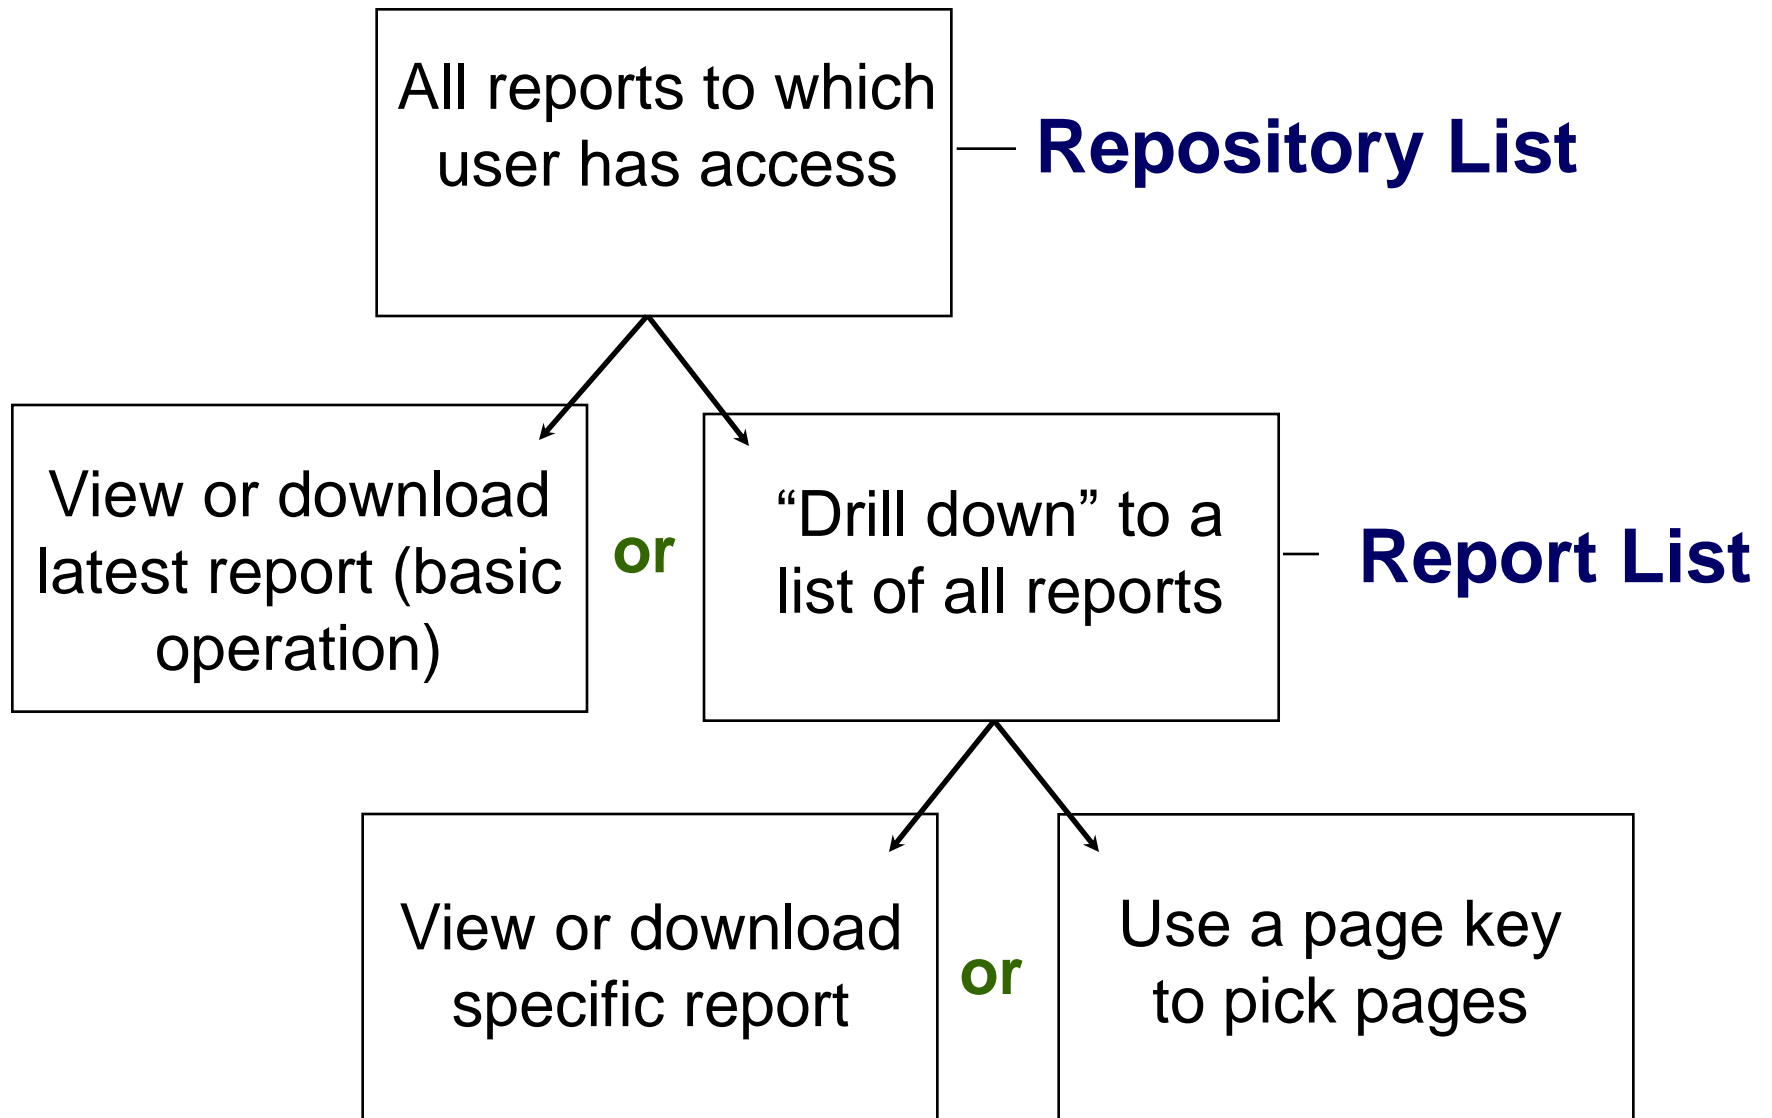 All reports to which
user has access
Repository List
View or download
latest report (basic
operation)
or
“Drill down” to a
list of all reports
Report List
View or download
specific report
or
Use a page key
to pick pages